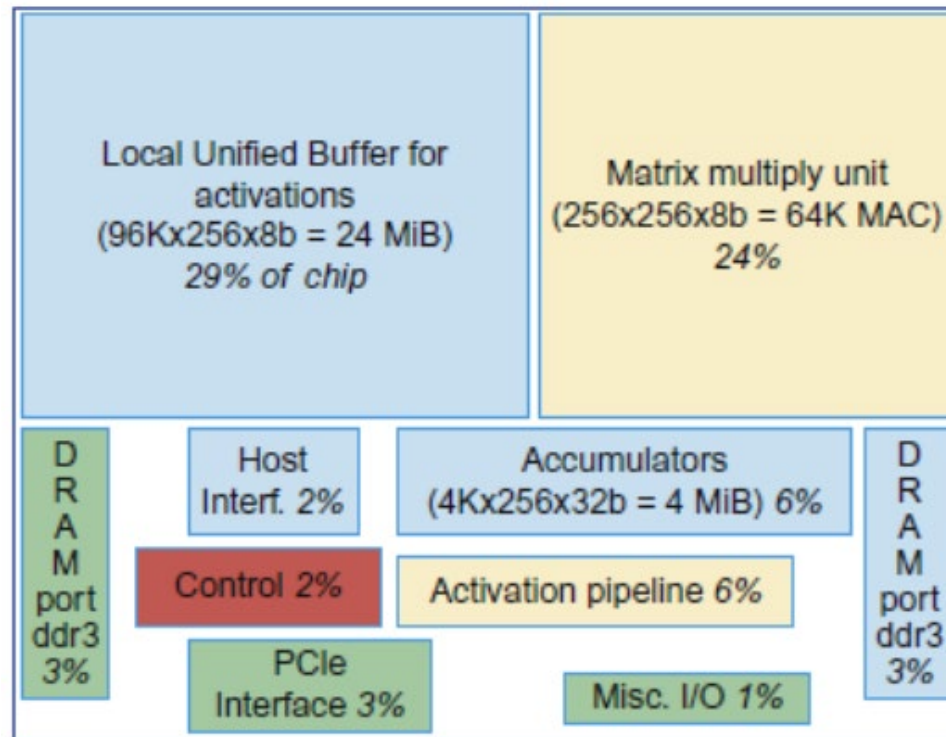 Local Unified Buffer for
activations
(96Kx256x8b = 24 MiB)
29% of chip
Matrix multiply unit
(256x256x8b = 64K MAC)
24%
D
R
A
M
port
ddr3
3%
Host
Interf. 2%
Accumulators
(4Kx256x32b = 4 MiB) 6%
D
R
A
M
port
ddr3
3%
Control 2%
Activation pipeline 6%
PCIe
Interface 3%
Misc. I/O 1%